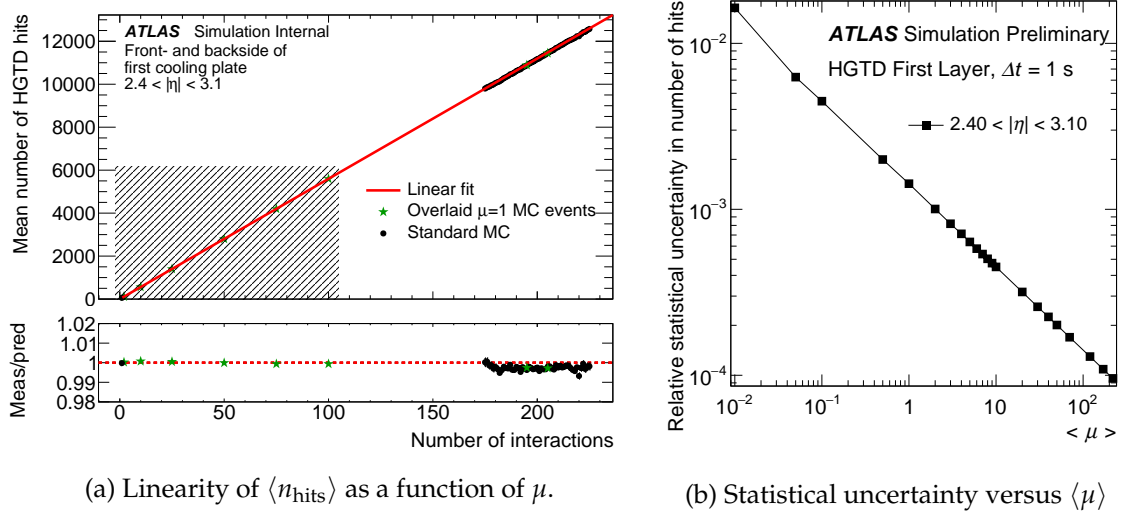 Mean number of HGTD hits
12000
10000
8000
6000
4000
2000
0
ATLAS Simulation Internal
Front- and backside of
first cooling plate
2.4 < |η| < 3.1
Linear fit
Overlaid μ=1 MC events
Standard MC
Meas/pred
1.02
1.01
1
0.99
0.98
0 50 100 150 200
Number of interactions
(a) Linearity of ⟨n_hits⟩ as a function of μ.
Relative statistical uncertainty in number of hits
10⁻²
10⁻³
10⁻⁴
ATLAS Simulation Preliminary
HGTD First Layer, Δt = 1 s
2.40 < |η| < 3.10
10⁻² 10⁻¹ 1 10 10²
< μ >
(b) Statistical uncertainty versus ⟨μ⟩